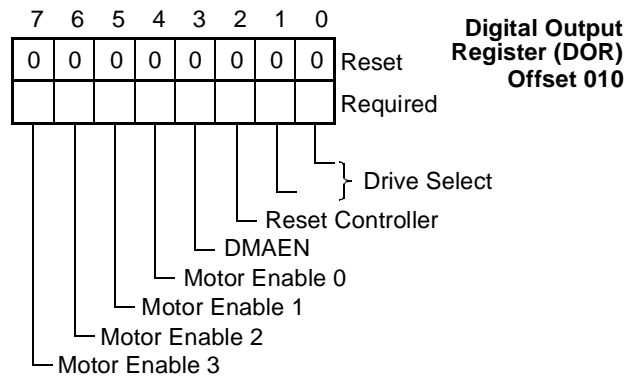 7 6 5 4 3 2 1 0
Digital Output
Register (DOR)
Offset 010
0 0 0 0 0 0 0 0 Reset
Required
Drive Select
Reset Controller
DMAEN
Motor Enable 0
Motor Enable 1
Motor Enable 2
Motor Enable 3